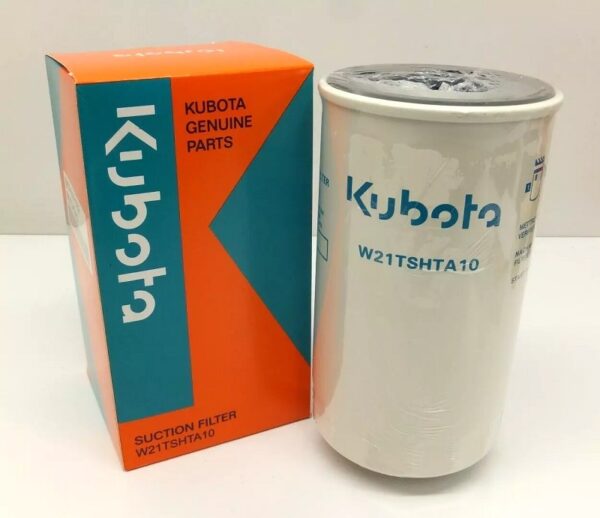 Kubota
KUBOTA
GENUINE
PARTS
SUCTION FILTER
W21TSHTA10
Kubota
W21TSHTA10